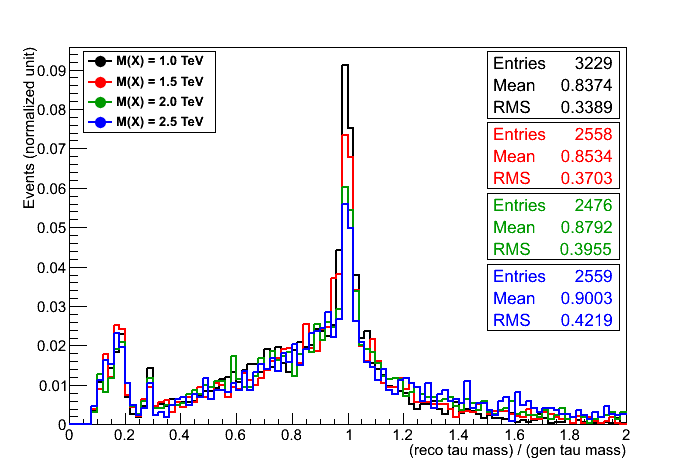 Events (normalized unit)
0.09
0.08
0.07
0.06
0.05
0.04
0.03
0.02
0.01
0
M(X) = 1.0 TeV
M(X) = 1.5 TeV
M(X) = 2.0 TeV
M(X) = 2.5 TeV
Entries 3229
Mean 0.8374
RMS 0.3389
Entries 2558
Mean 0.8534
RMS 0.3703
Entries 2476
Mean 0.8792
RMS 0.3955
Entries 2559
Mean 0.9003
RMS 0.4219
0 0.2 0.4 0.6 0.8 1 1.2 1.4 1.6 1.8 2
(reco tau mass) / (gen tau mass)